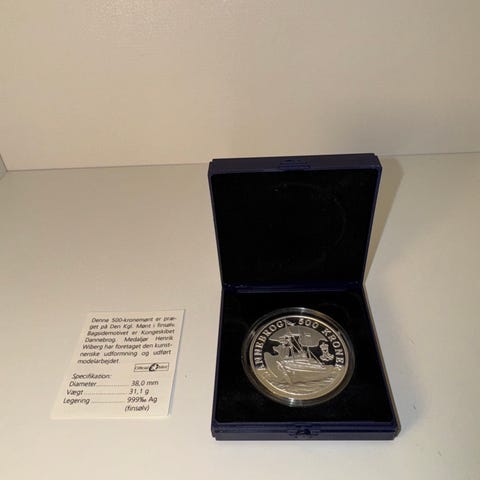 Denne 500-kronemønt er præ-
get på Den Kgl. Mønt i finsølv.
Bagsidemotivet er Kongeskibet
Dannebrog. Medaljør Henrik
Wiberg har foretaget den kunst-
neriske udformning og udført
modelarbejdet.
Official
Specifikation:
Diameter 38,0 mm
Vægt 31,1 g
Legering 999‰ Ag
(finsølv)
ANNEBROG 500 KRONER